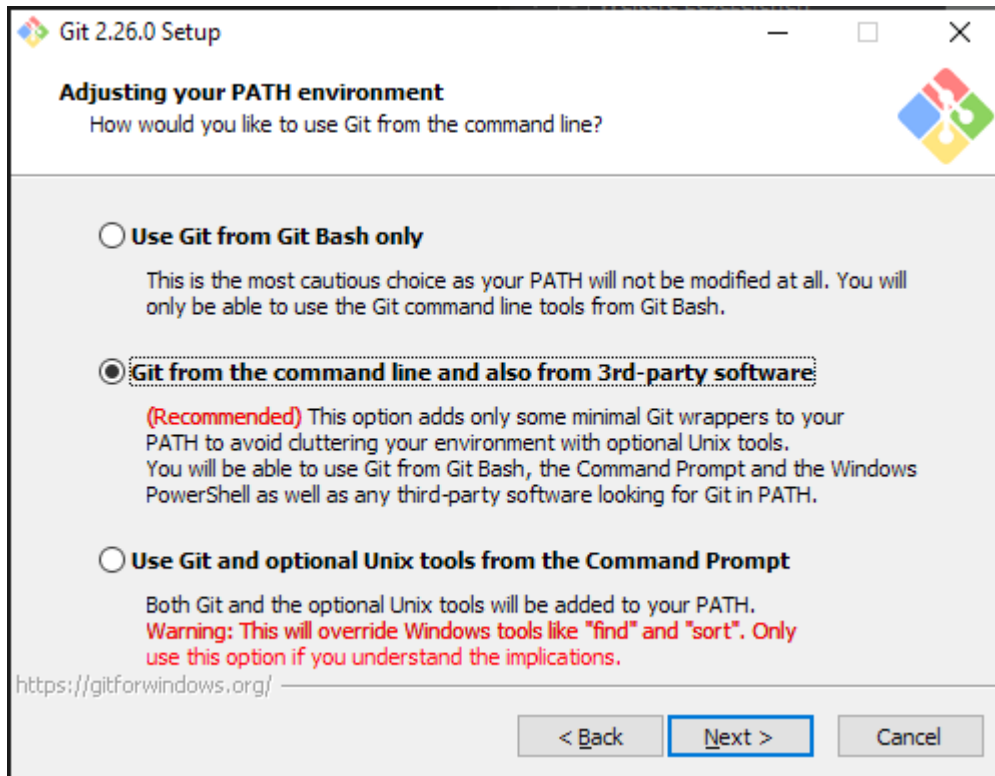 Git 2.26.0 Setup
Adjusting your PATH environment
How would you like to use Git from the command line?
Use Git from Git Bash only
This is the most cautious choice as your PATH will not be modified at all. You will
only be able to use the Git command line tools from Git Bash.
Git from the command line and also from 3rd-party software
(Recommended) This option adds only some minimal Git wrappers to your
PATH to avoid cluttering your environment with optional Unix tools.
You will be able to use Git from Git Bash, the Command Prompt and the Windows
PowerShell as well as any third-party software looking for Git in PATH.
Use Git and optional Unix tools from the Command Prompt
Both Git and the optional Unix tools will be added to your PATH.
Warning: This will override Windows tools like "find" and "sort". Only
use this option if you understand the implications.
https://gitforwindows.org/
< Back
Next >
Cancel